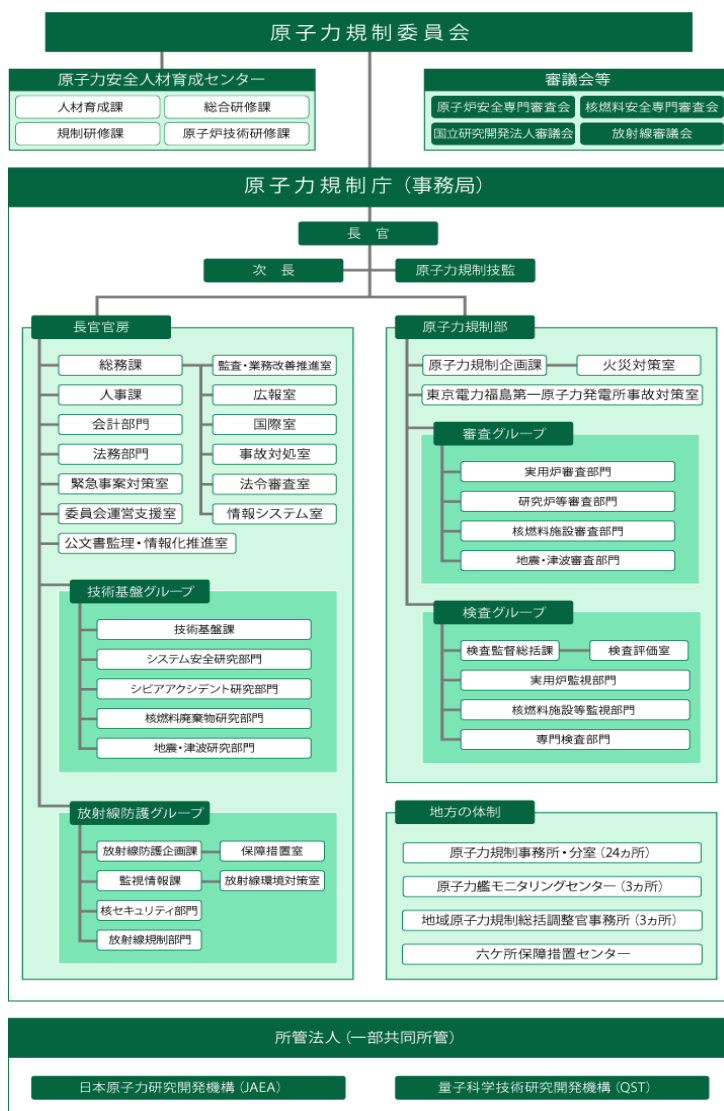 原子力規制委員会
原子力安全人材育成センター
人材育成課
総合研修課
規制研修課
原子炉技術研修課
審議会等
原子炉安全専門審査会
核燃料安全専門審査会
国立研究開発法人審議会
放射線審議会
原子力規制庁（事務局）
長 官
次 長
原子力規制技監
長官官房
総務課
監査・業務改善推進室
人事課
広報室
会計部門
国際室
法務部門
事故対処室
緊急事案対策室
法令審査室
委員会運営支援室
情報システム室
公文書監理・情報化推進室
技術基盤グループ
技術基盤課
システム安全研究部門
シビアアクシデント研究部門
核燃料廃棄物研究部門
地震・津波研究部門
放射線防護グループ
放射線防護企画課
保障措置室
監視情報課
放射線環境対策室
核セキュリティ部門
放射線規制部門
原子力規制部
原子力規制企画課
火災対策室
東京電力福島第一原子力発電所事故対策室
審査グループ
実用炉審査部門
研究炉等審査部門
核燃料施設審査部門
地震・津波審査部門
検査グループ
検査監督総括課
検査評価室
実用炉監視部門
核燃料施設等監視部門
専門検査部門
地方の体制
原子力規制事務所・分室（24ヵ所）
原子力艦モニタリングセンター（3ヵ所）
地域原子力規制総括調整官事務所（3ヵ所）
六ケ所保障措置センター
所管法人（一部共同所管）
日本原子力研究開発機構（JAEA）
量子科学技術研究開発機構（QST）